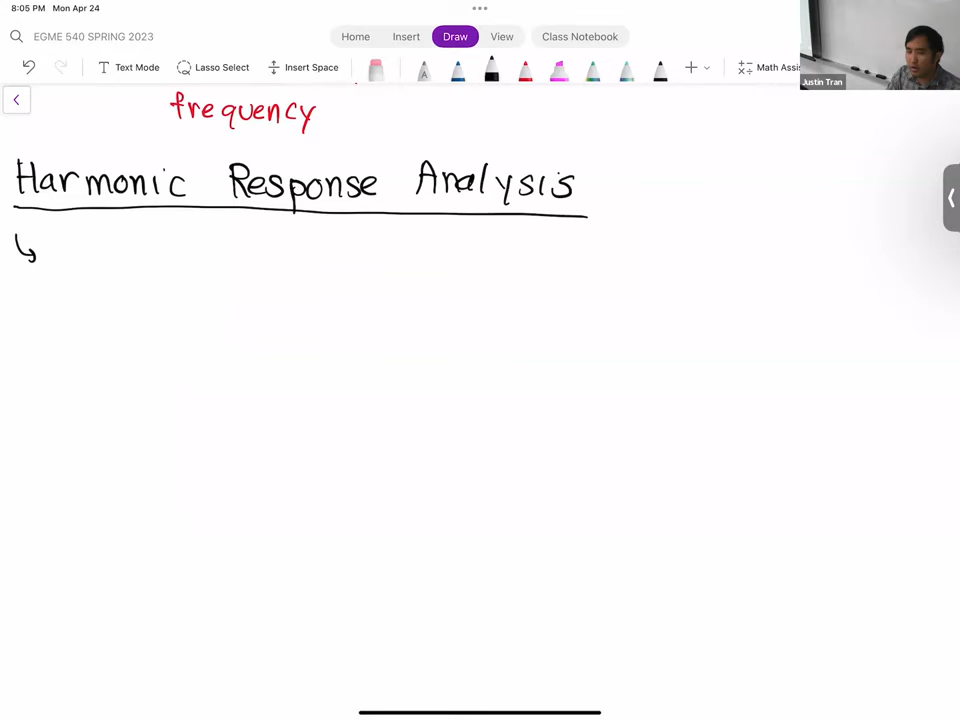 8:05 PM Mon Apr 24
EGME 540 SPRING 2023
Home Insert Draw View Class Notebook
Text Mode Lasso Select Insert Space A Math Assis
Justin Tran
frequency
Harmonic Response Analysis